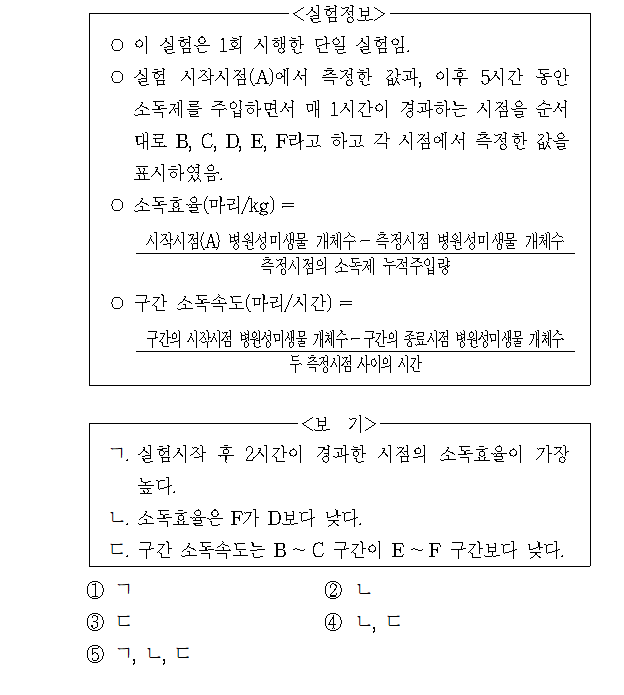 <실험정보>
○ 이 실험은 1회 시행한 단일 실험임.
○ 실험 시작시점(A)에서 측정한 값과, 이후 5시간 동안
소독제를 주입하면서 매 1시간이 경과하는 시점을 순서
대로 B, C, D, E, F라고 하고 각 시점에서 측정한 값을
표시하였음.
○ 소독효율(마리/kg) =
시작시점(A) 병원성미생물 개체수 - 측정시점 병원성미생물 개체수
측정시점의 소독제 누적주입량
○ 구간 소독속도(마리/시간) =
구간의 시작시점 병원성미생물 개체수 - 구간의 종료시점 병원성미생물 개체수
두 측정시점 사이의 시간
<보 기>
ㄱ. 실험시작 후 2시간이 경과한 시점의 소독효율이 가장
높다.
ㄴ. 소독효율은 F가 D보다 낮다.
ㄷ. 구간 소독속도는 B ~ C 구간이 E ~ F 구간보다 낮다.
① ㄱ ② ㄴ
③ ㄷ ④ ㄴ, ㄷ
⑤ ㄱ, ㄴ, ㄷ